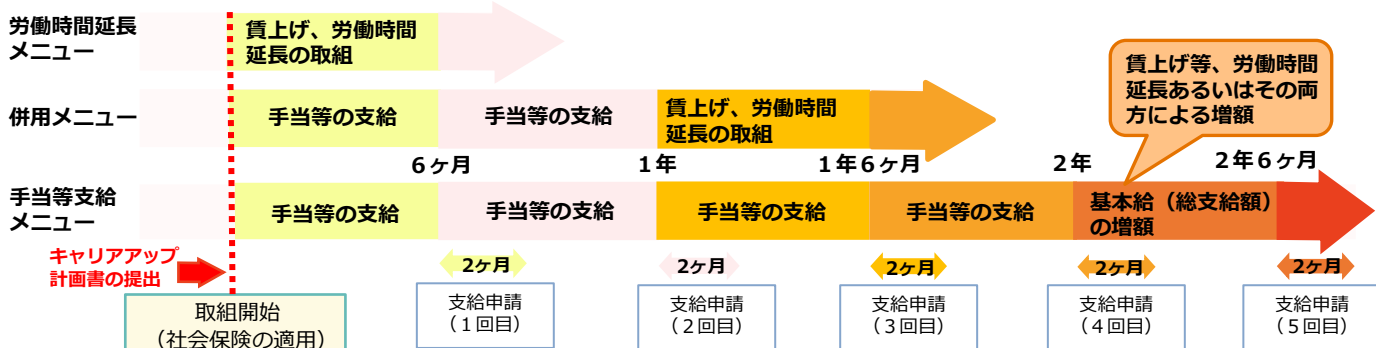 労働時間延長
メニュー
賃上げ、労働時間
延長の取組
賃上げ等、労働時間
延長あるいはその両
方による増額
併用メニュー
手当等の支給
手当等の支給
賃上げ、労働時間
延長の取組
6ヶ月
1年
1年6ヶ月
2年
2年6ヶ月
手当等支給
メニュー
手当等の支給
手当等の支給
手当等の支給
手当等の支給
基本給（総支給額）
の増額
キャリアアップ
計画書の提出
2ヶ月
2ヶ月
2ヶ月
2ヶ月
2ヶ月
取組開始
（社会保険の適用）
支給申請
（1回目）
支給申請
（2回目）
支給申請
（3回目）
支給申請
（4回目）
支給申請
（5回目）